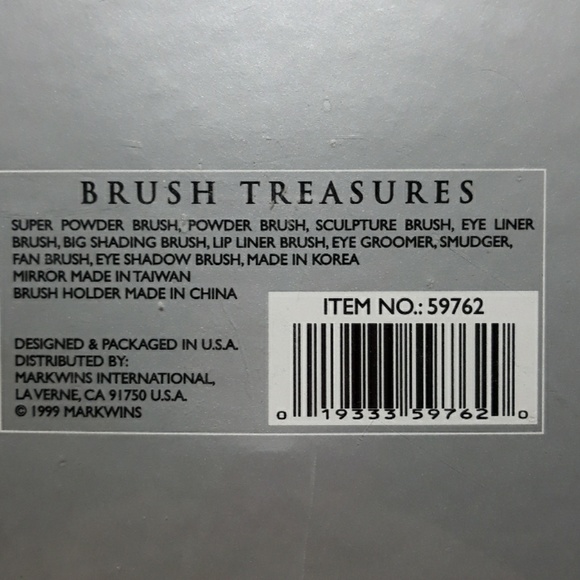 BRUSH TREASURES
SUPER POWDER BRUSH, POWDER BRUSH, SCULPTURE BRUSH, EYE LINER
BRUSH, BIG SHADING BRUSH, LIP LINER BRUSH, EYE GROOMER, SMUDGER,
FAN BRUSH, EYE SHADOW BRUSH, MADE IN KOREA
MIRROR MADE IN TAIWAN
BRUSH HOLDER MADE IN CHINA
ITEM NO.: 59762
DESIGNED & PACKAGED IN U.S.A.
DISTRIBUTED BY:
MARKWINS INTERNATIONAL,
LA VERNE, CA 91750 U.S.A.
© 1999 MARKWINS
0 19333 59762 0